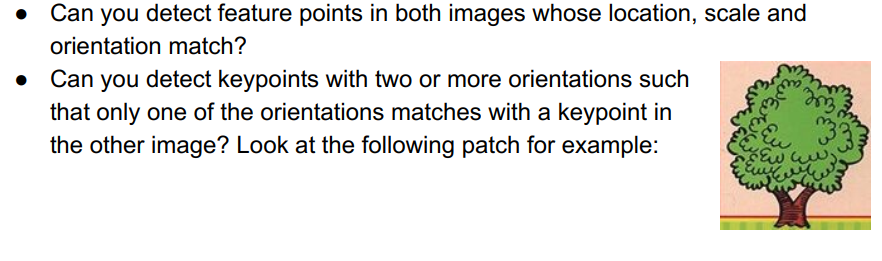 ● Can you detect feature points in both images whose location, scale and
orientation match?
● Can you detect keypoints with two or more orientations such
that only one of the orientations matches with a keypoint in
the other image? Look at the following patch for example: